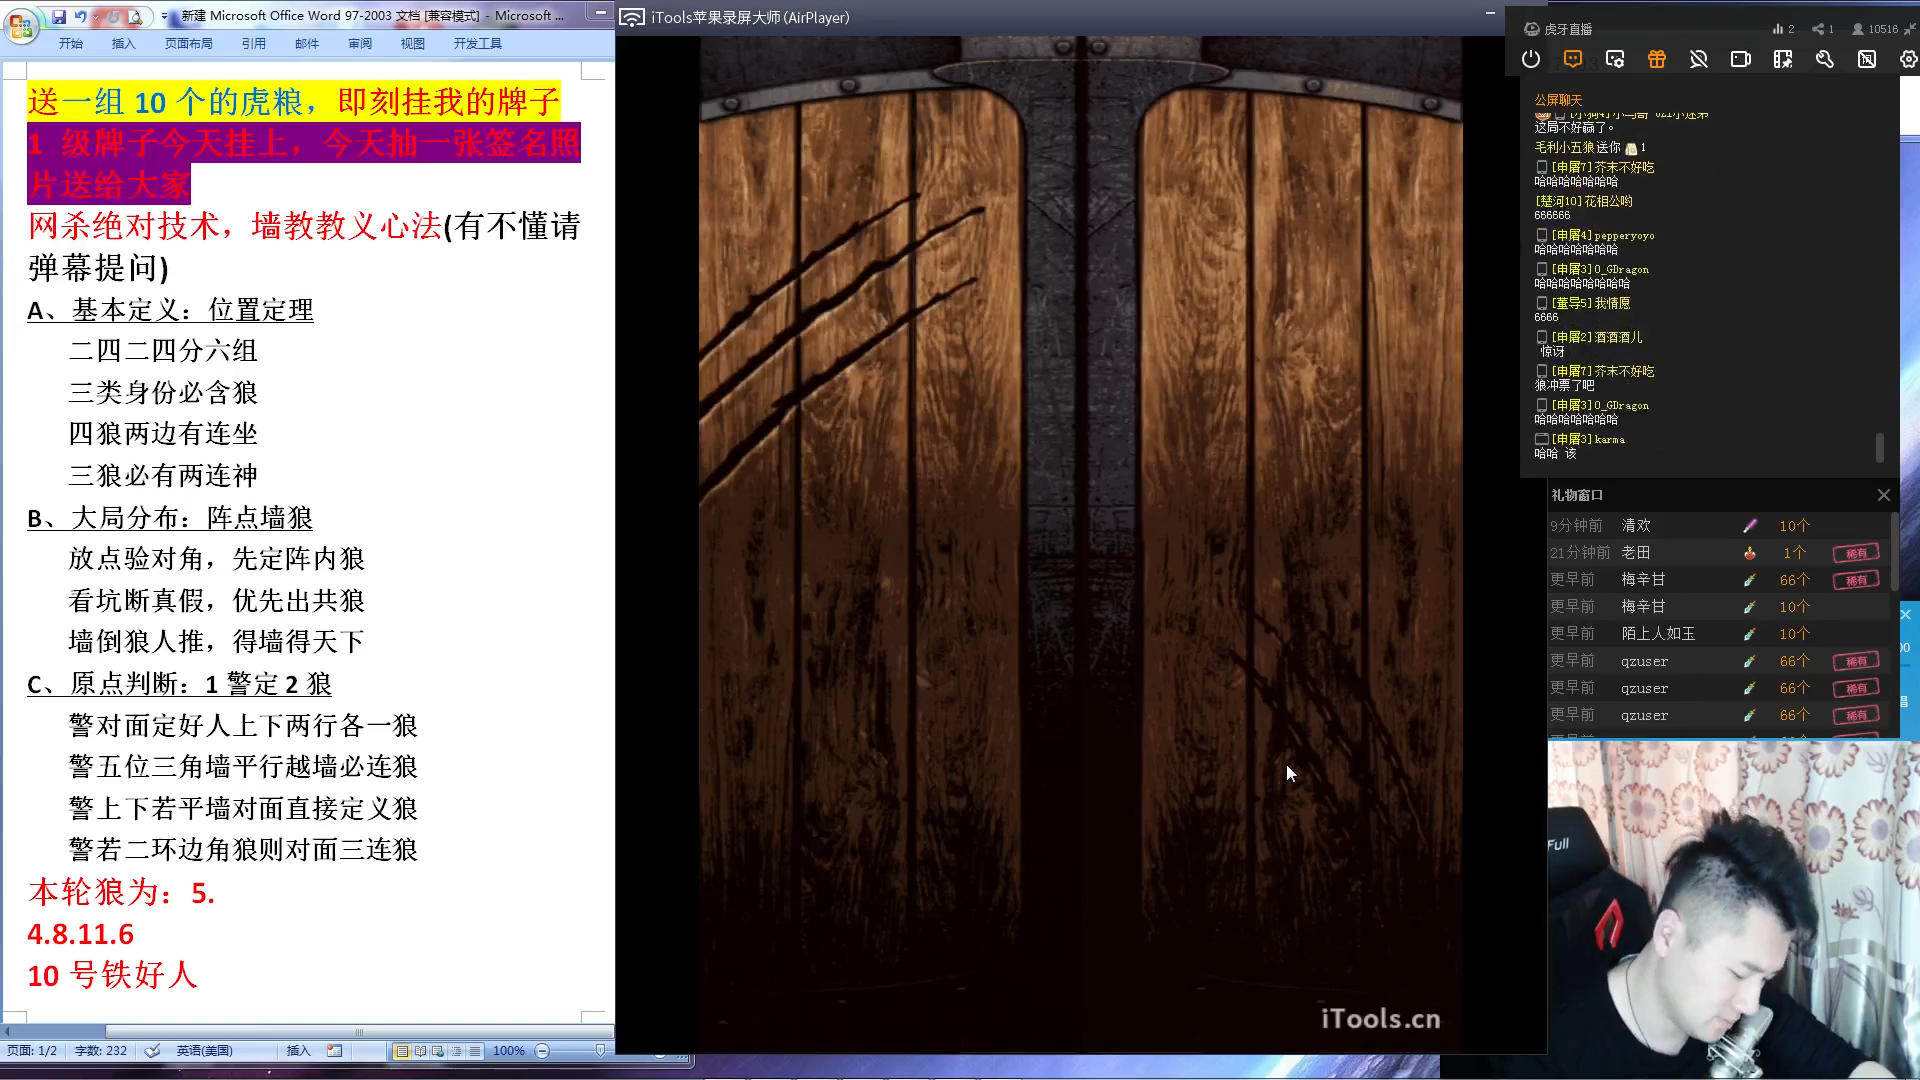 新建 Microsoft Office Word 97-2003 文档 [兼容模式] - Microsoft ...
开始 插入 页面布局 引用 邮件 审阅 视图 开发工具
送一组 10 个的虎粮，即刻挂我的牌子
1 级牌子今天挂上，今天抽一张签名照
片送给大家
网杀绝对技术，墙教教义心法(有不懂请
弹幕提问)
A、基本定义：位置定理
二四二四分六组
三类身份必含狼
四狼两边有连坐
三狼必有两连神
B、大局分布：阵点墙狼
放点验对角，先定阵内狼
看坑断真假，优先出共狼
墙倒狼人推，得墙得天下
C、原点判断：1 警定 2 狼
警对面定好人上下两行各一狼
警五位三角墙平行越墙必连狼
警上下若平墙对面直接定义狼
警若二环边角狼则对面三连狼
本轮狼为：5.
4.8.11.6
10 号铁好人
页面: 1/2 字数: 232 英语(美国) 插入 100%
iTools苹果录屏大师(AirPlayer)
iTools.cn
虎牙直播 2 1 10516
公屏聊天
这局不好赢了。
毛利小五狼 送你 1
[申屠7] 芥末不好吃
哈哈哈哈哈哈哈
[楚河10] 花相公哟
666666
[申屠4] pepperyoyo
哈哈哈哈哈哈哈
[申屠3] O_GDragon
哈哈哈哈哈哈哈哈
[董导5] 我情愿
6666
[申屠2] 酒酒酒儿
惊讶
[申屠7] 芥末不好吃
狼冲票了吧
[申屠3] O_GDragon
哈哈哈哈哈哈哈
[申屠3] karma
哈哈 该
礼物窗口
9分钟前 清欢 10个
21分钟前 老田 1个 稀有
更早前 梅辛甘 66个 稀有
更早前 梅辛甘 10个
更早前 陌上人如玉 10个
更早前 qzuser 66个 稀有
更早前 qzuser 66个 稀有
更早前 qzuser 66个 稀有
Full